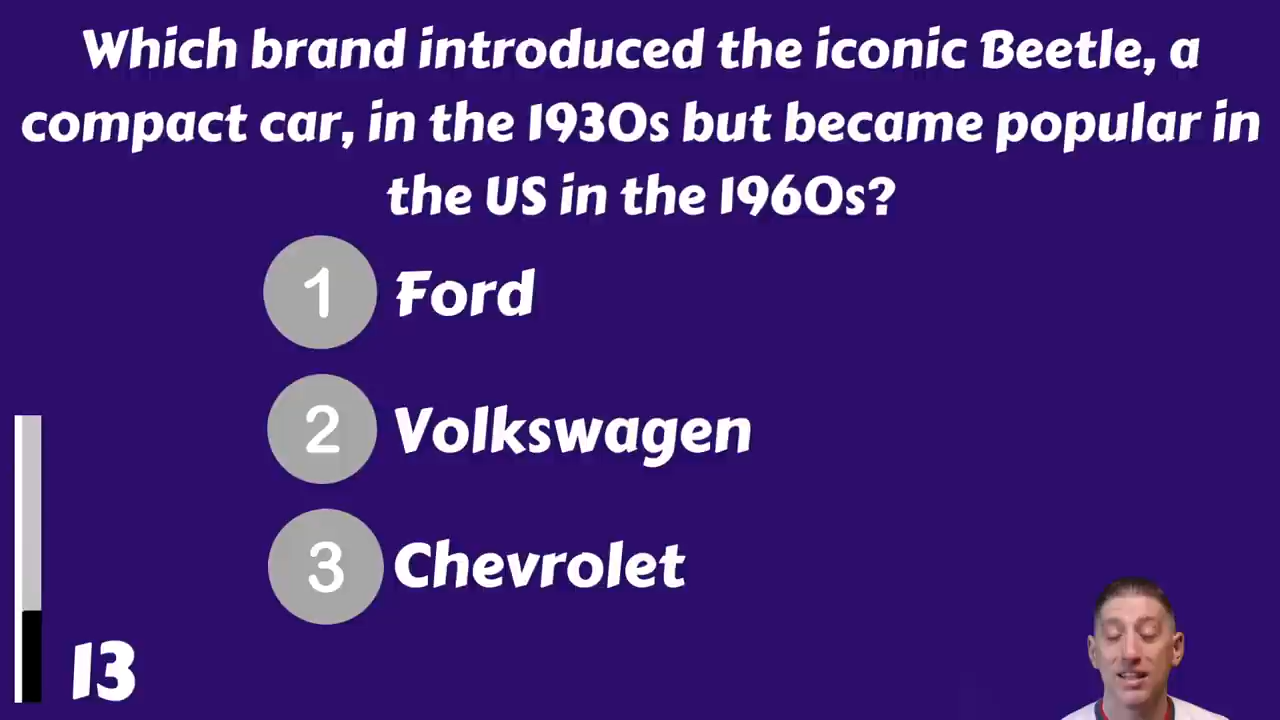 Which brand introduced the iconic Beetle, a
compact car, in the 1930s but became popular in
the US in the 1960s?
1 Ford
2 Volkswagen
3 Chevrolet
13